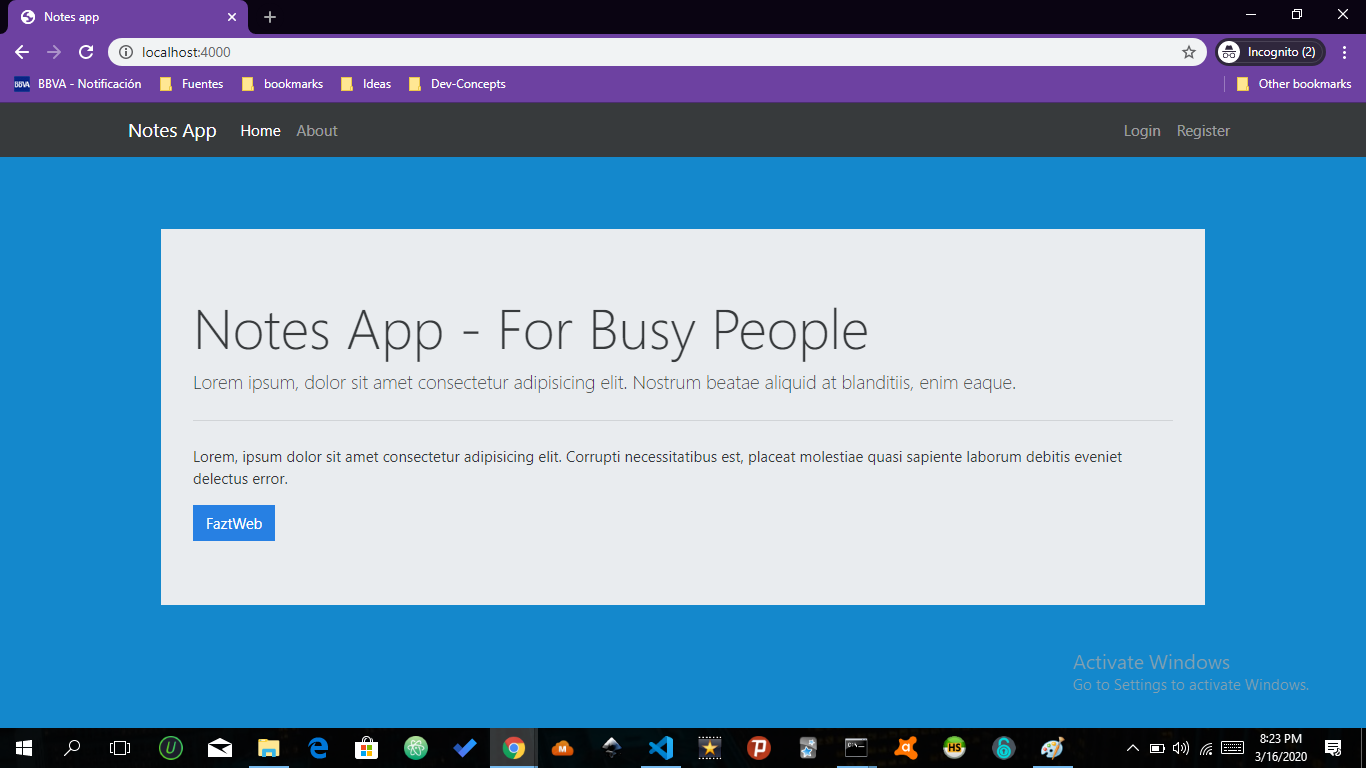 Notes app
localhost:4000
Incognito (2)
BBVA BBVA - Notificación Fuentes bookmarks Ideas Dev-Concepts Other bookmarks
Notes App Home About Login Register
Notes App - For Busy People
Lorem ipsum, dolor sit amet consectetur adipisicing elit. Nostrum beatae aliquid at blanditiis, enim eaque.
Lorem, ipsum dolor sit amet consectetur adipisicing elit. Corrupti necessitatibus est, placeat molestiae quasi sapiente laborum debitis eveniet
delectus error.
FaztWeb
Activate Windows
Go to Settings to activate Windows.
8:23 PM
3/16/2020